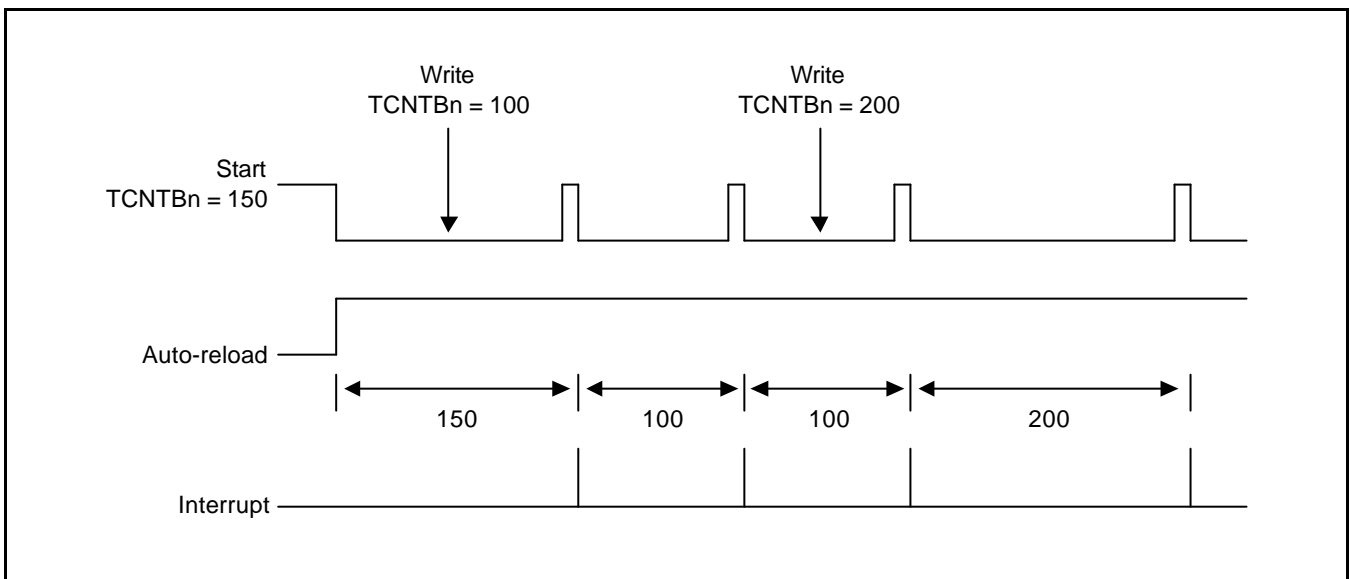 Write
TCNTBn = 100
Write
TCNTBn = 200
Start
TCNTBn = 150
Auto-reload
150
100
100
200
Interrupt